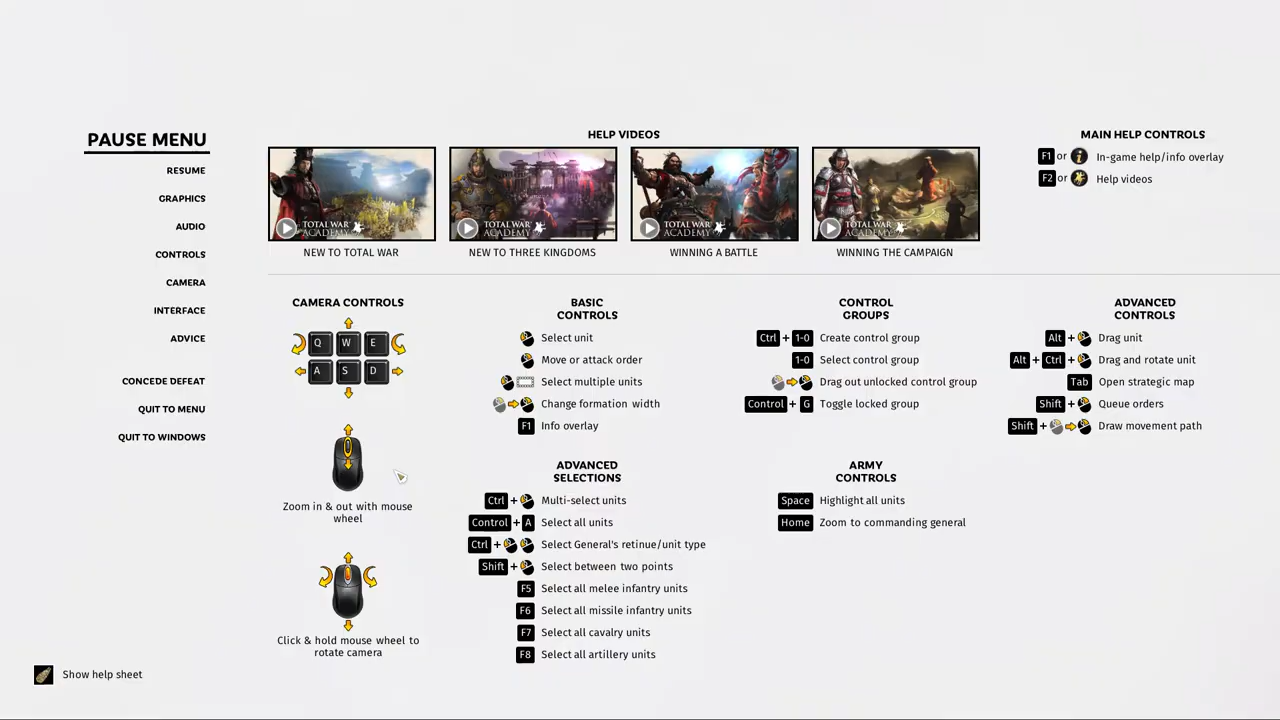 PAUSE MENU
RESUME
GRAPHICS
AUDIO
CONTROLS
CAMERA
INTERFACE
ADVICE
CONCEDE DEFEAT
QUIT TO MENU
QUIT TO WINDOWS
HELP VIDEOS
TOTAL WAR
ACADEMY
NEW TO TOTAL WAR
TOTAL WAR
ACADEMY
NEW TO THREE KINGDOMS
TOTAL WAR
ACADEMY
WINNING A BATTLE
TOTAL WAR
ACADEMY
WINNING THE CAMPAIGN
MAIN HELP CONTROLS
F1 or In-game help/info overlay
F2 or Help videos
CAMERA CONTROLS
Q W E
A S D
Zoom in & out with mouse
wheel
Click & hold mouse wheel to
rotate camera
BASIC
CONTROLS
Select unit
Move or attack order
Select multiple units
Change formation width
F1 Info overlay
ADVANCED
SELECTIONS
Ctrl + Multi-select units
Control + A Select all units
Ctrl + Select General's retinue/unit type
Shift + Select between two points
F5 Select all melee infantry units
F6 Select all missile infantry units
F7 Select all cavalry units
F8 Select all artillery units
CONTROL
GROUPS
Ctrl + 1-0 Create control group
1-0 Select control group
Drag out unlocked control group
Control + G Toggle locked group
ARMY
CONTROLS
Space Highlight all units
Home Zoom to commanding general
ADVANCED
CONTROLS
Alt + Drag unit
Alt + Ctrl + Drag and rotate unit
Tab Open strategic map
Shift + Queue orders
Shift + Draw movement path
Show help sheet